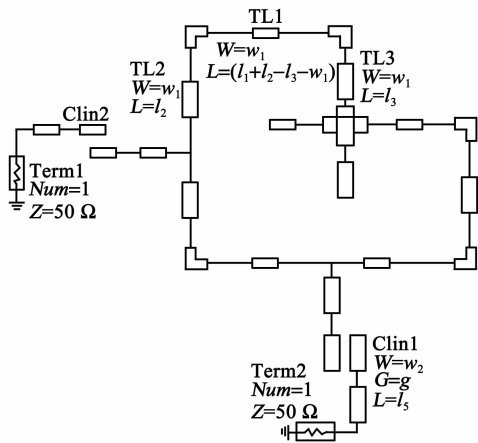 TL1
W=w₁
L=(l₁+l₂−l₃−w₁)
TL2
W=w₁
L=l₂
TL3
W=w₁
L=l₃
Clin2
Term1
Num=1
Z=50 Ω
Term2
Num=1
Z=50 Ω
Clin1
W=w₂
G=g
L=l₅